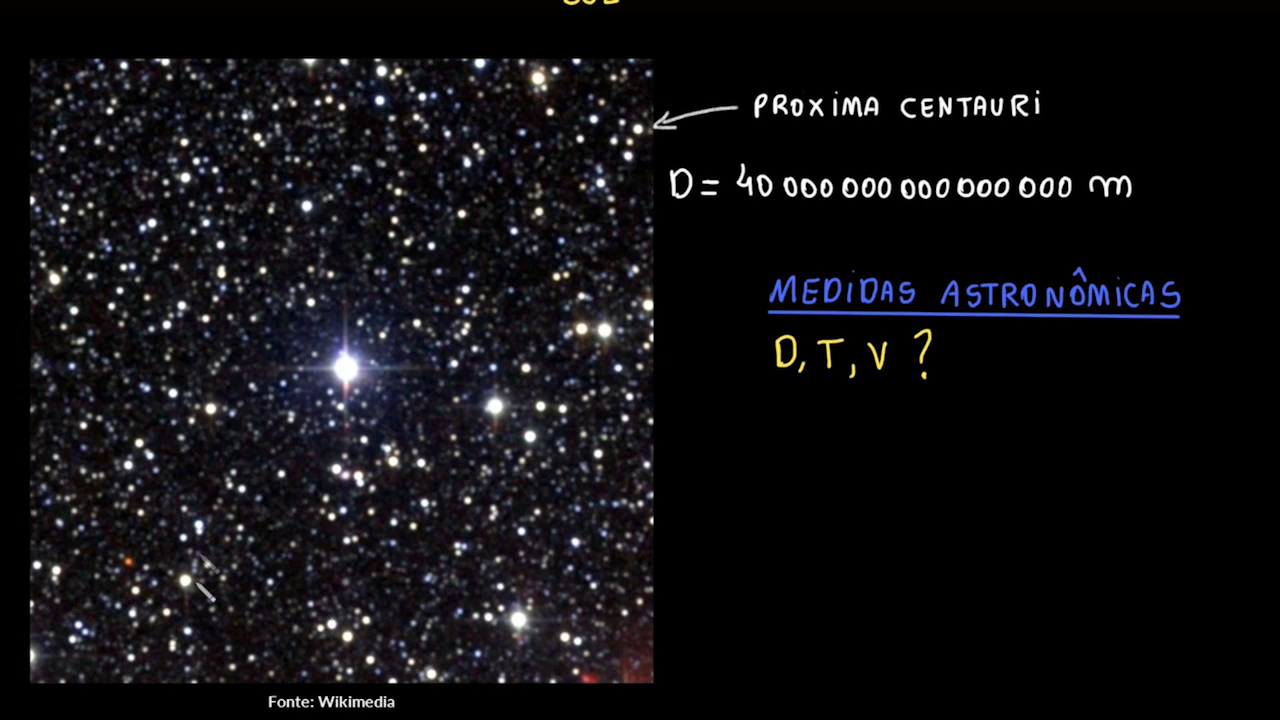 PROXIMA CENTAURI
D = 40 000 000 000 000 000 m
MEDIDAS ASTRONÔMICAS
D, T, V ?
Fonte: Wikimedia